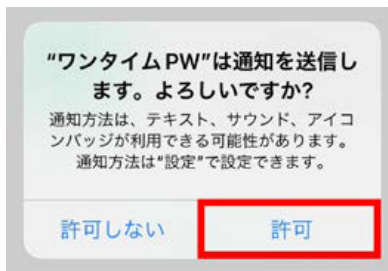 “ワンタイムPW”は通知を送信し
ます。よろしいですか?
通知方法は、テキスト、サウンド、アイコ
ンバッジが利用できる可能性があります。
通知方法は“設定”で設定できます。
許可しない
許可